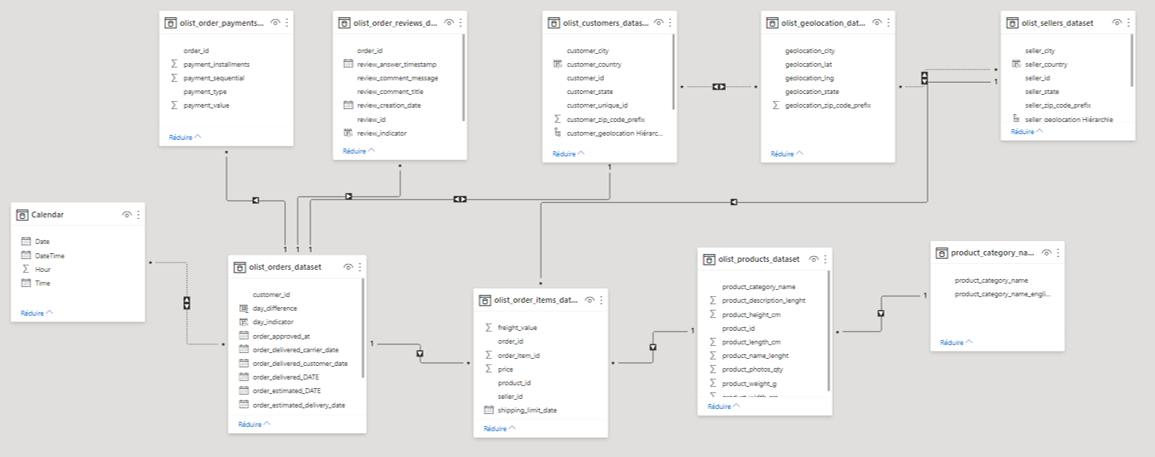 olist_order_payments...
order_id
payment_installments
payment_sequential
payment_type
payment_value
Réduire
olist_order_reviews_d...
order_id
review_answer_timestamp
review_comment_message
review_comment_title
review_creation_date
review_id
review_indicator
Réduire
olist_customers_datas...
customer_city
customer_country
customer_id
customer_state
customer_unique_id
customer_zip_code_prefix
customer_geolocation Hiérarc...
Réduire
olist_geolocation_dat...
geolocation_city
geolocation_lat
geolocation_lng
geolocation_state
geolocation_zip_code_prefix
Réduire
olist_sellers_dataset
seller_city
seller_country
seller_id
seller_state
seller_zip_code_prefix
seller_geolocation Hiérarchie
Réduire
1
1
1 1 1
1
Calendar
Date
DateTime
Hour
Time
Réduire
olist_orders_dataset
customer_id
day_difference
day_indicator
order_approved_at
order_delivered_carrier_date
order_delivered_customer_date
order_delivered_DATE
order_estimated_DATE
order_estimated_delivery_date
Réduire
1
olist_order_items_dat...
freight_value
order_id
order_item_id
price
product_id
seller_id
shipping_limit_date
Réduire
1
olist_products_dataset
product_category_name
product_description_lenght
product_height_cm
product_id
product_length_cm
product_name_lenght
product_photos_qty
product_weight_g
product_width_cm
Réduire
1
product_category_na...
product_category_name
product_category_name_engli...
Réduire